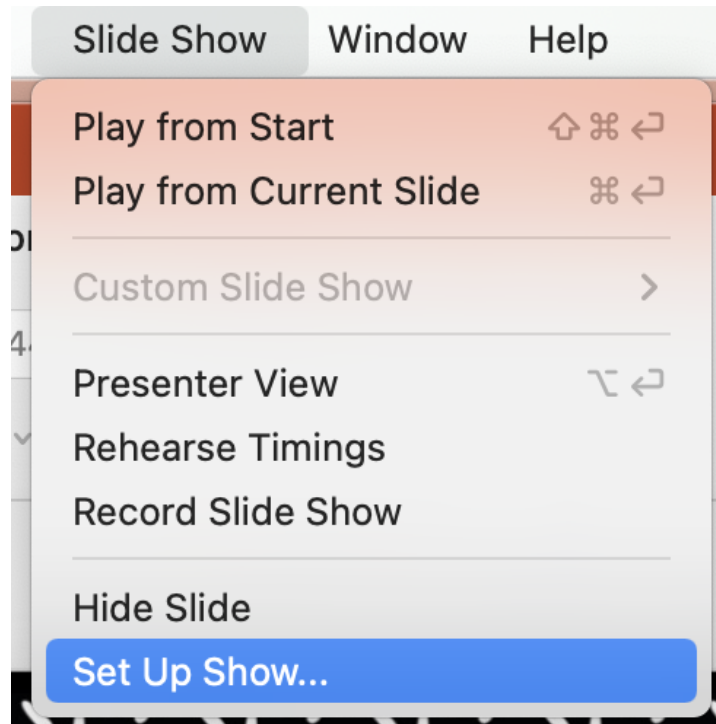 Slide Show Window Help
Play from Start ⇧⌘↩
Play from Current Slide ⌘↩
Custom Slide Show >
Presenter View ⌥↩
Rehearse Timings
Record Slide Show
Hide Slide
Set Up Show...